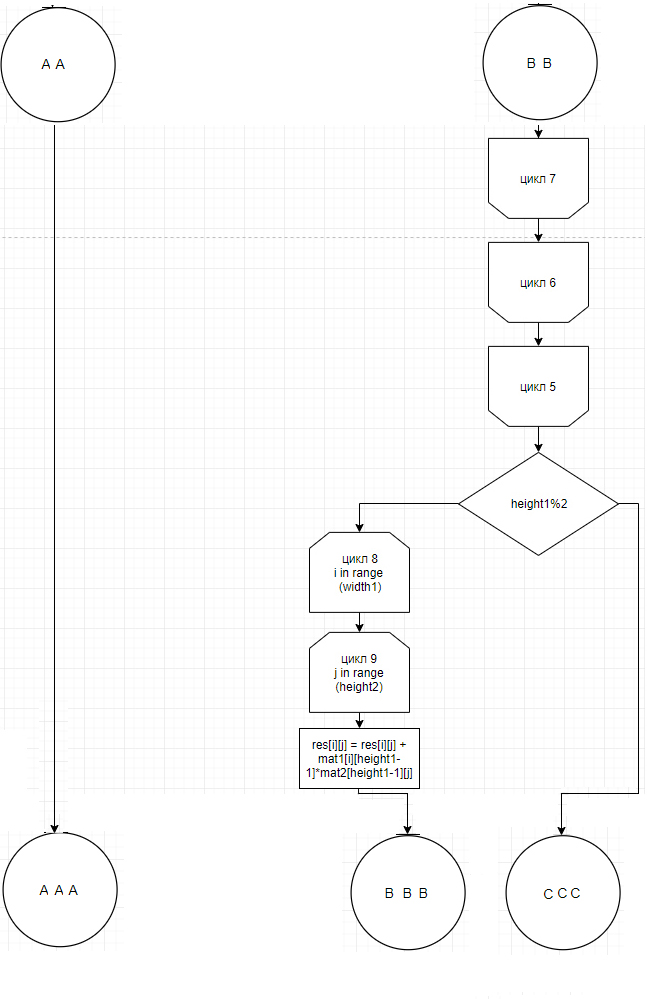 A A
B B
цикл 7
цикл 6
цикл 5
height1%2
цикл 8
i in range
(width1)
цикл 9
j in range
(height2)
res[i][j] = res[i][j] +
mat1[i][height1-
1]*mat2[height1-1][j]
A A A
B B B
C C C